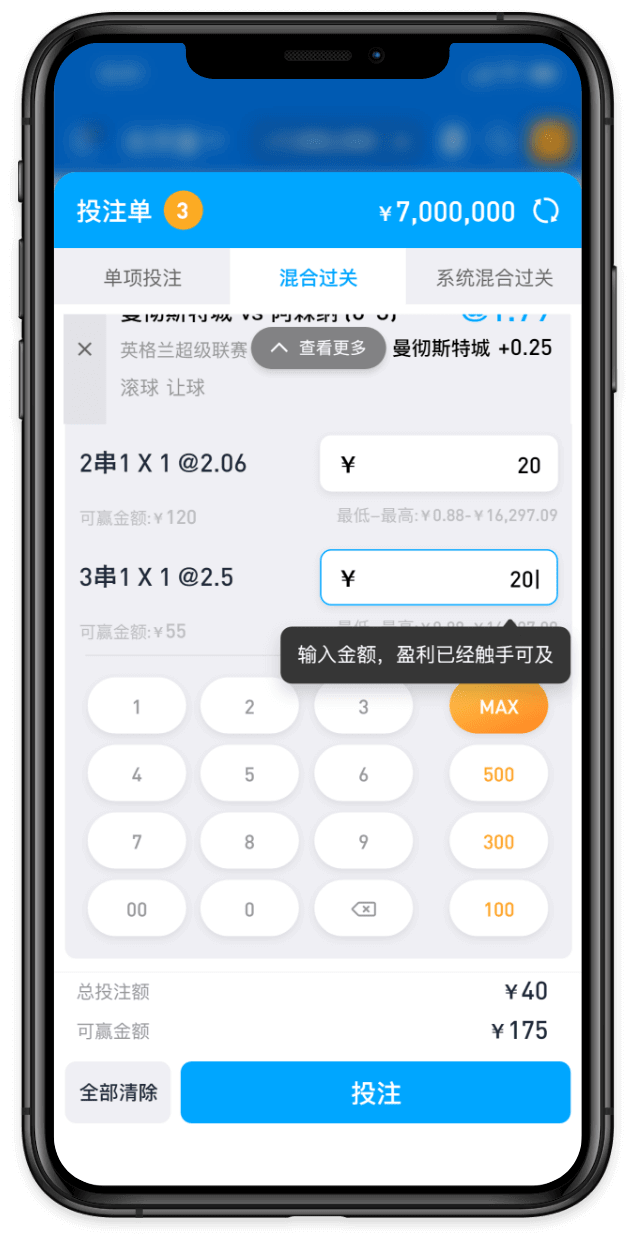 投注单 3 ¥7,000,000
单项投注 混合过关 系统混合过关
曼彻斯特城 vs 阿森纳 (0-0) @1.77
× 英格兰超级联赛 查看更多 曼彻斯特城 +0.25
滚球 让球
2串1 X 1 @2.06 ¥ 20
可赢金额:¥120 最低–最高:¥0.88-¥16,297.09
3串1 X 1 @2.5 ¥ 20
可赢金额:¥55
输入金额，盈利已经触手可及
1 2 3 MAX
4 5 6 500
7 8 9 300
00 0 100
总投注额 ¥40
可赢金额 ¥175
全部清除 投注